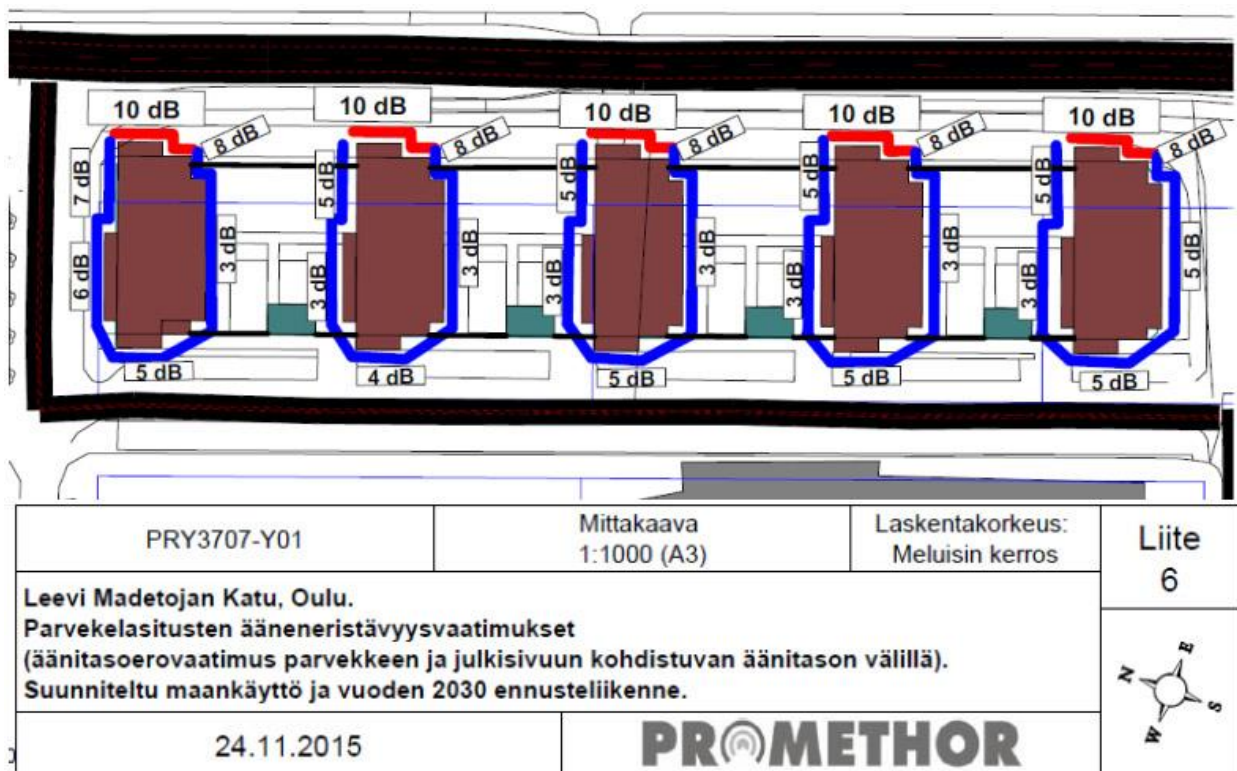 10 dB
10 dB
10 dB
10 dB
10 dB
8 dB
8 dB
8 dB
8 dB
8 dB
7 dB
5 dB
5 dB
5 dB
5 dB
6 dB
3 dB
3 dB
3 dB
3 dB
3 dB
3 dB
3 dB
3 dB
5 dB
5 dB
4 dB
5 dB
5 dB
5 dB
PRY3707-Y01
Mittakaava
1:1000 (A3)
Laskentakorkeus:
Meluisin kerros
Liite
6
Leevi Madetojan Katu, Oulu.
Parvekelasitusten ääneneristävyysvaatimukset
(äänitasoerovaatimus parvekkeen ja julkisivuun kohdistuvan äänitason välillä).
Suunniteltu maankäyttö ja vuoden 2030 ennusteliikenne.
N
E
W
S
24.11.2015
PROMETHOR